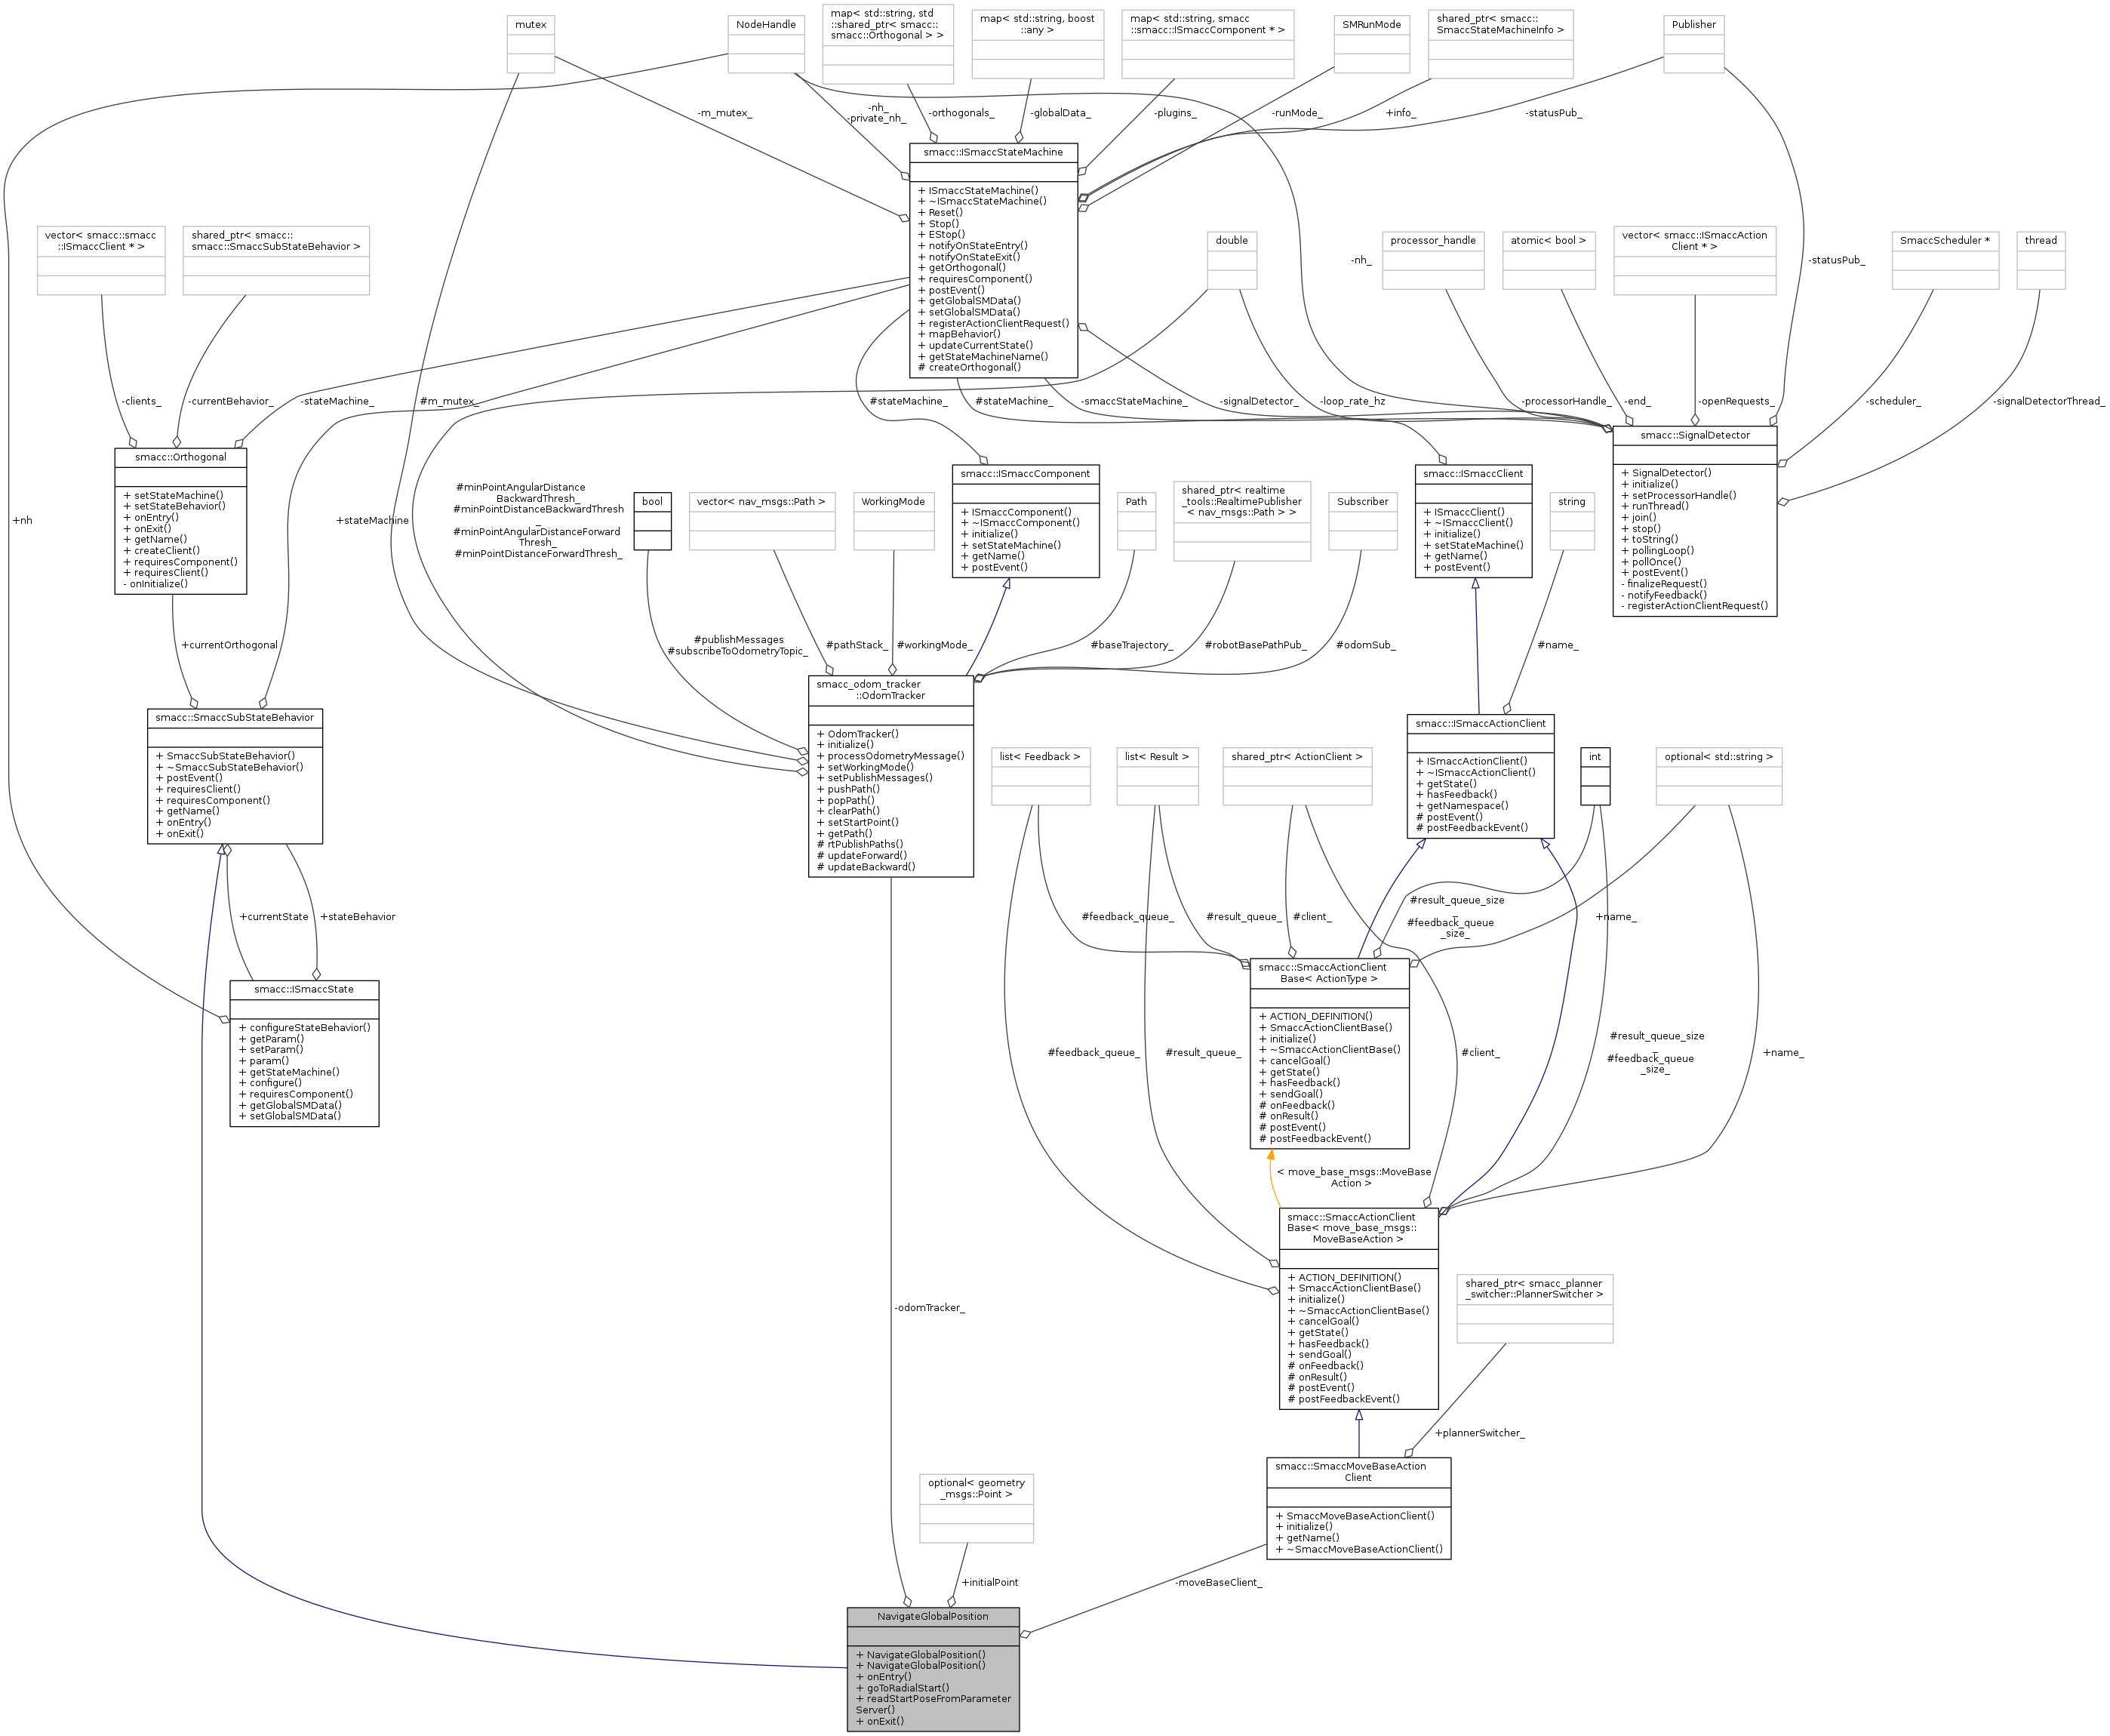 mutex
NodeHandle
map< std::string, std
::shared_ptr< smacc::
smacc::Orthogonal > >
map< std::string, boost
::any >
map< std::string, smacc
::smacc::ISmaccComponent * >
SMRunMode
shared_ptr< smacc::
SmaccStateMachineInfo >
Publisher
-m_mutex_
-nh_
-private_nh_
-orthogonals_
-globalData_
-plugins_
-runMode_
+info_
-statusPub_
smacc::ISmaccStateMachine
+ ISmaccStateMachine()
+ ~ISmaccStateMachine()
+ Reset()
+ Stop()
+ EStop()
+ notifyOnStateEntry()
+ notifyOnStateExit()
+ getOrthogonal()
+ requiresComponent()
+ postEvent()
+ getGlobalSMData()
+ setGlobalSMData()
+ registerActionClientRequest()
+ mapBehavior()
+ updateCurrentState()
+ getStateMachineName()
# createOrthogonal()
vector< smacc::smacc
::ISmaccClient * >
shared_ptr< smacc::
smacc::SmaccSubStateBehavior >
double
processor_handle
atomic< bool >
vector< smacc::ISmaccAction
Client * >
SmaccScheduler *
thread
-nh_
-statusPub_
-clients_
-currentBehavior_
-stateMachine_
#m_mutex_
#stateMachine_
#stateMachine_
-smaccStateMachine_
-signalDetector_
-loop_rate_hz
-processorHandle_
-end_
-openRequests_
-scheduler_
-signalDetectorThread_
smacc::Orthogonal
+ setStateMachine()
+ setStateBehavior()
+ onEntry()
+ onExit()
+ getName()
+ createClient()
+ requiresComponent()
+ requiresClient()
- onInitialize()
smacc::SignalDetector
+ SignalDetector()
+ initialize()
+ setProcessorHandle()
+ runThread()
+ join()
+ stop()
+ toString()
+ pollingLoop()
+ pollOnce()
+ postEvent()
- finalizeRequest()
- notifyFeedback()
- registerActionClientRequest()
+nh
+stateMachine
#minPointAngularDistance
BackwardThresh_
#minPointDistanceBackwardThresh
_
#minPointAngularDistanceForward
Thresh_
#minPointDistanceForwardThresh_
bool
vector< nav_msgs::Path >
WorkingMode
smacc::ISmaccComponent
+ ISmaccComponent()
+ ~ISmaccComponent()
+ initialize()
+ setStateMachine()
+ getName()
+ postEvent()
Path
shared_ptr< realtime
_tools::RealtimePublisher
< nav_msgs::Path > >
Subscriber
smacc::ISmaccClient
+ ISmaccClient()
+ ~ISmaccClient()
+ initialize()
+ setStateMachine()
+ getName()
+ postEvent()
string
+currentOrthogonal
#publishMessages
#subscribeToOdometryTopic_
#pathStack_
#workingMode_
#baseTrajectory_
#robotBasePathPub_
#odomSub_
#name_
smacc::SmaccSubStateBehavior
+ SmaccSubStateBehavior()
+ ~SmaccSubStateBehavior()
+ postEvent()
+ requiresClient()
+ requiresComponent()
+ getName()
+ onEntry()
+ onExit()
smacc_odom_tracker
::OdomTracker
+ OdomTracker()
+ initialize()
+ processOdometryMessage()
+ setWorkingMode()
+ setPublishMessages()
+ pushPath()
+ popPath()
+ clearPath()
+ setStartPoint()
+ getPath()
# rtPublishPaths()
# updateForward()
# updateBackward()
smacc::ISmaccActionClient
+ ISmaccActionClient()
+ ~ISmaccActionClient()
+ getState()
+ hasFeedback()
+ getNamespace()
# postEvent()
# postFeedbackEvent()
list< Feedback >
list< Result >
shared_ptr< ActionClient >
int
optional< std::string >
+currentState
+stateBehavior
#feedback_queue_
#result_queue_
#client_
#result_queue_size
_
#feedback_queue
_size_
+name_
smacc::ISmaccState
+ configureStateBehavior()
+ getParam()
+ setParam()
+ param()
+ getStateMachine()
+ configure()
+ requiresComponent()
+ getGlobalSMData()
+ setGlobalSMData()
smacc::SmaccActionClient
Base< ActionType >
+ ACTION_DEFINITION()
+ SmaccActionClientBase()
+ initialize()
+ ~SmaccActionClientBase()
+ cancelGoal()
+ getState()
+ hasFeedback()
+ sendGoal()
# onFeedback()
# onResult()
# postEvent()
# postFeedbackEvent()
#feedback_queue_
#result_queue_
#client_
#result_queue_size
_
#feedback_queue
_size_
+name_
< move_base_msgs::MoveBase
Action >
smacc::SmaccActionClient
Base< move_base_msgs::
MoveBaseAction >
+ ACTION_DEFINITION()
+ SmaccActionClientBase()
+ initialize()
+ ~SmaccActionClientBase()
+ cancelGoal()
+ getState()
+ hasFeedback()
+ sendGoal()
# onFeedback()
# onResult()
# postEvent()
# postFeedbackEvent()
-odomTracker_
shared_ptr< smacc_planner
_switcher::PlannerSwitcher >
+plannerSwitcher_
smacc::SmaccMoveBaseAction
Client
+ SmaccMoveBaseActionClient()
+ initialize()
+ getName()
+ ~SmaccMoveBaseActionClient()
optional< geometry
_msgs::Point >
+initialPoint
-moveBaseClient_
NavigateGlobalPosition
+ NavigateGlobalPosition()
+ NavigateGlobalPosition()
+ onEntry()
+ goToRadialStart()
+ readStartPoseFromParameter
Server()
+ onExit()